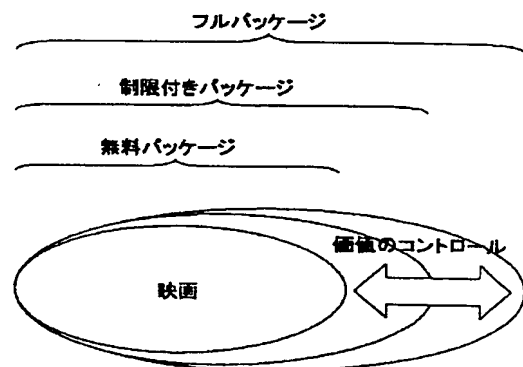 フルパッケージ
制限付きパッケージ
無料パッケージ
価値のコントロール
映画